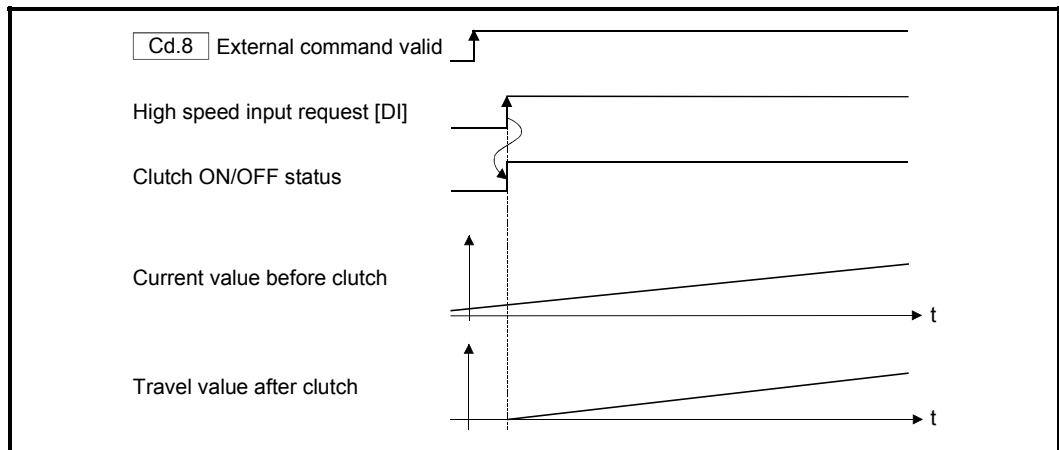 Cd.8 External command valid
High speed input request [DI]
Clutch ON/OFF status
Current value before clutch
t
Travel value after clutch
t